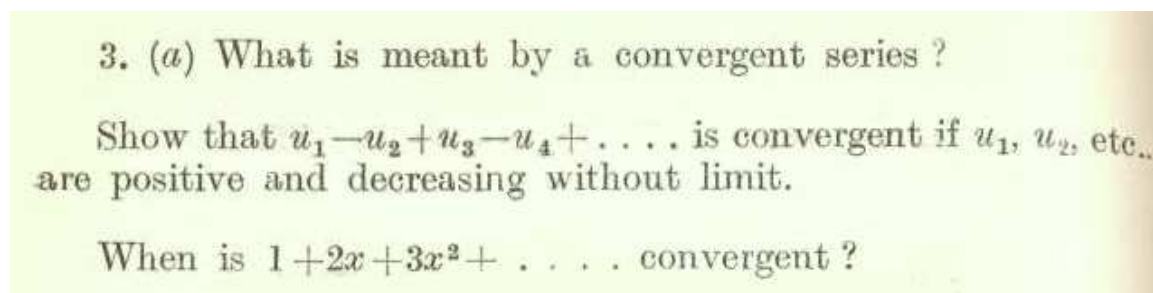 3. (a) What is meant by a convergent series ?
Show that u₁—u₂+u₃—u₄+. . . . is convergent if u₁, u₂, etc..
are positive and decreasing without limit.
When is 1+2x+3x²+ . . . . convergent ?